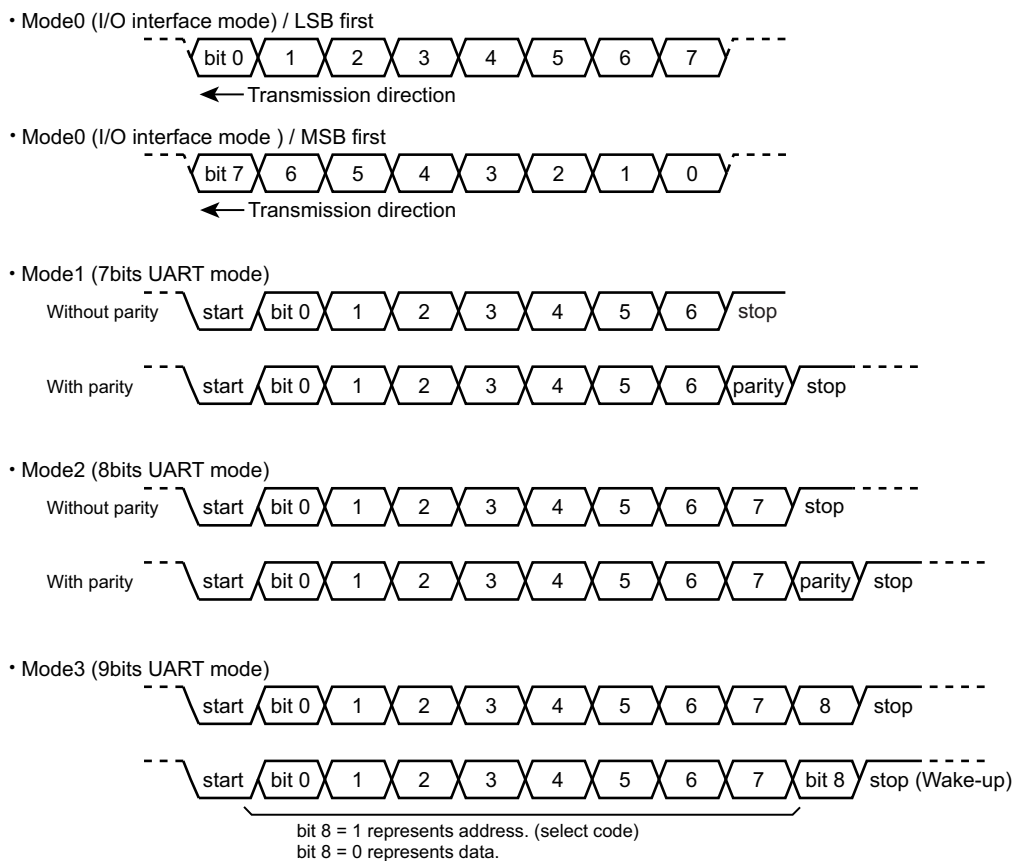 ・Mode0 (I/O interface mode) / LSB first
bit 0 1 2 3 4 5 6 7
Transmission direction
・Mode0 (I/O interface mode ) / MSB first
bit 7 6 5 4 3 2 1 0
Transmission direction
・Mode1 (7bits UART mode)
Without parity start bit 0 1 2 3 4 5 6 stop
With parity start bit 0 1 2 3 4 5 6 parity stop
・Mode2 (8bits UART mode)
Without parity start bit 0 1 2 3 4 5 6 7 stop
With parity start bit 0 1 2 3 4 5 6 7 parity stop
・Mode3 (9bits UART mode)
start bit 0 1 2 3 4 5 6 7 8 stop
start bit 0 1 2 3 4 5 6 7 bit 8 stop (Wake-up)
bit 8 = 1 represents address. (select code)
bit 8 = 0 represents data.